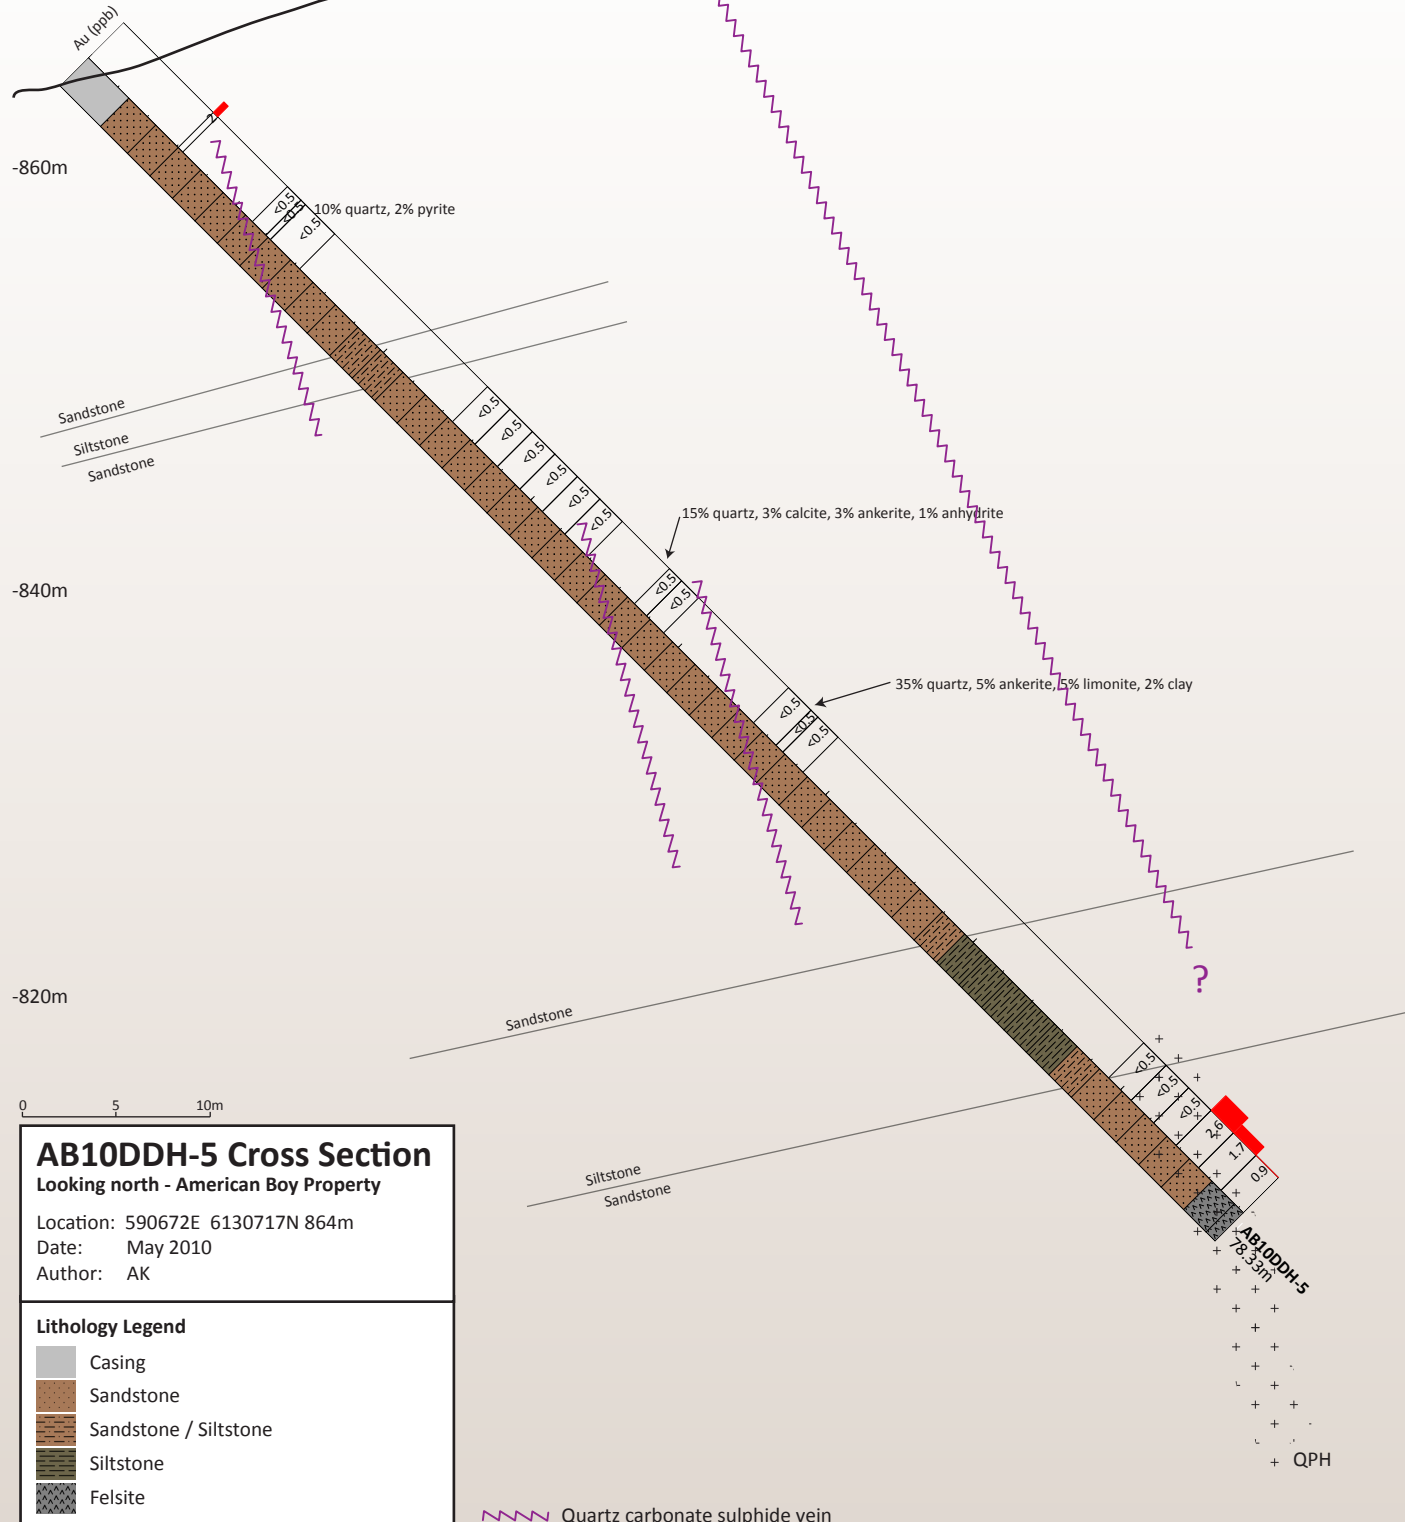 Au (ppb)
2
-860m
<0.5
<0.5
<0.5
10% quartz, 2% pyrite
Sandstone
Siltstone
Sandstone
<0.5
<0.5
<0.5
<0.5
<0.5
<0.5
15% quartz, 3% calcite, 3% ankerite, 1% anhydrite
<0.5
<0.5
-840m
35% quartz, 5% ankerite, 5% limonite, 2% clay
<0.5
<0.5
<0.5
?
-820m
Sandstone
<0.5
<0.5
<0.5
2.6
1.7
0.9
Siltstone
Sandstone
AB10DDH-5
78.33m
QPH
0 5 10m
AB10DDH-5 Cross Section
Looking north - American Boy Property
Location: 590672E 6130717N 864m
Date: May 2010
Author: AK
Lithology Legend
Casing
Sandstone
Sandstone / Siltstone
Siltstone
Felsite
Quartz carbonate sulphide vein